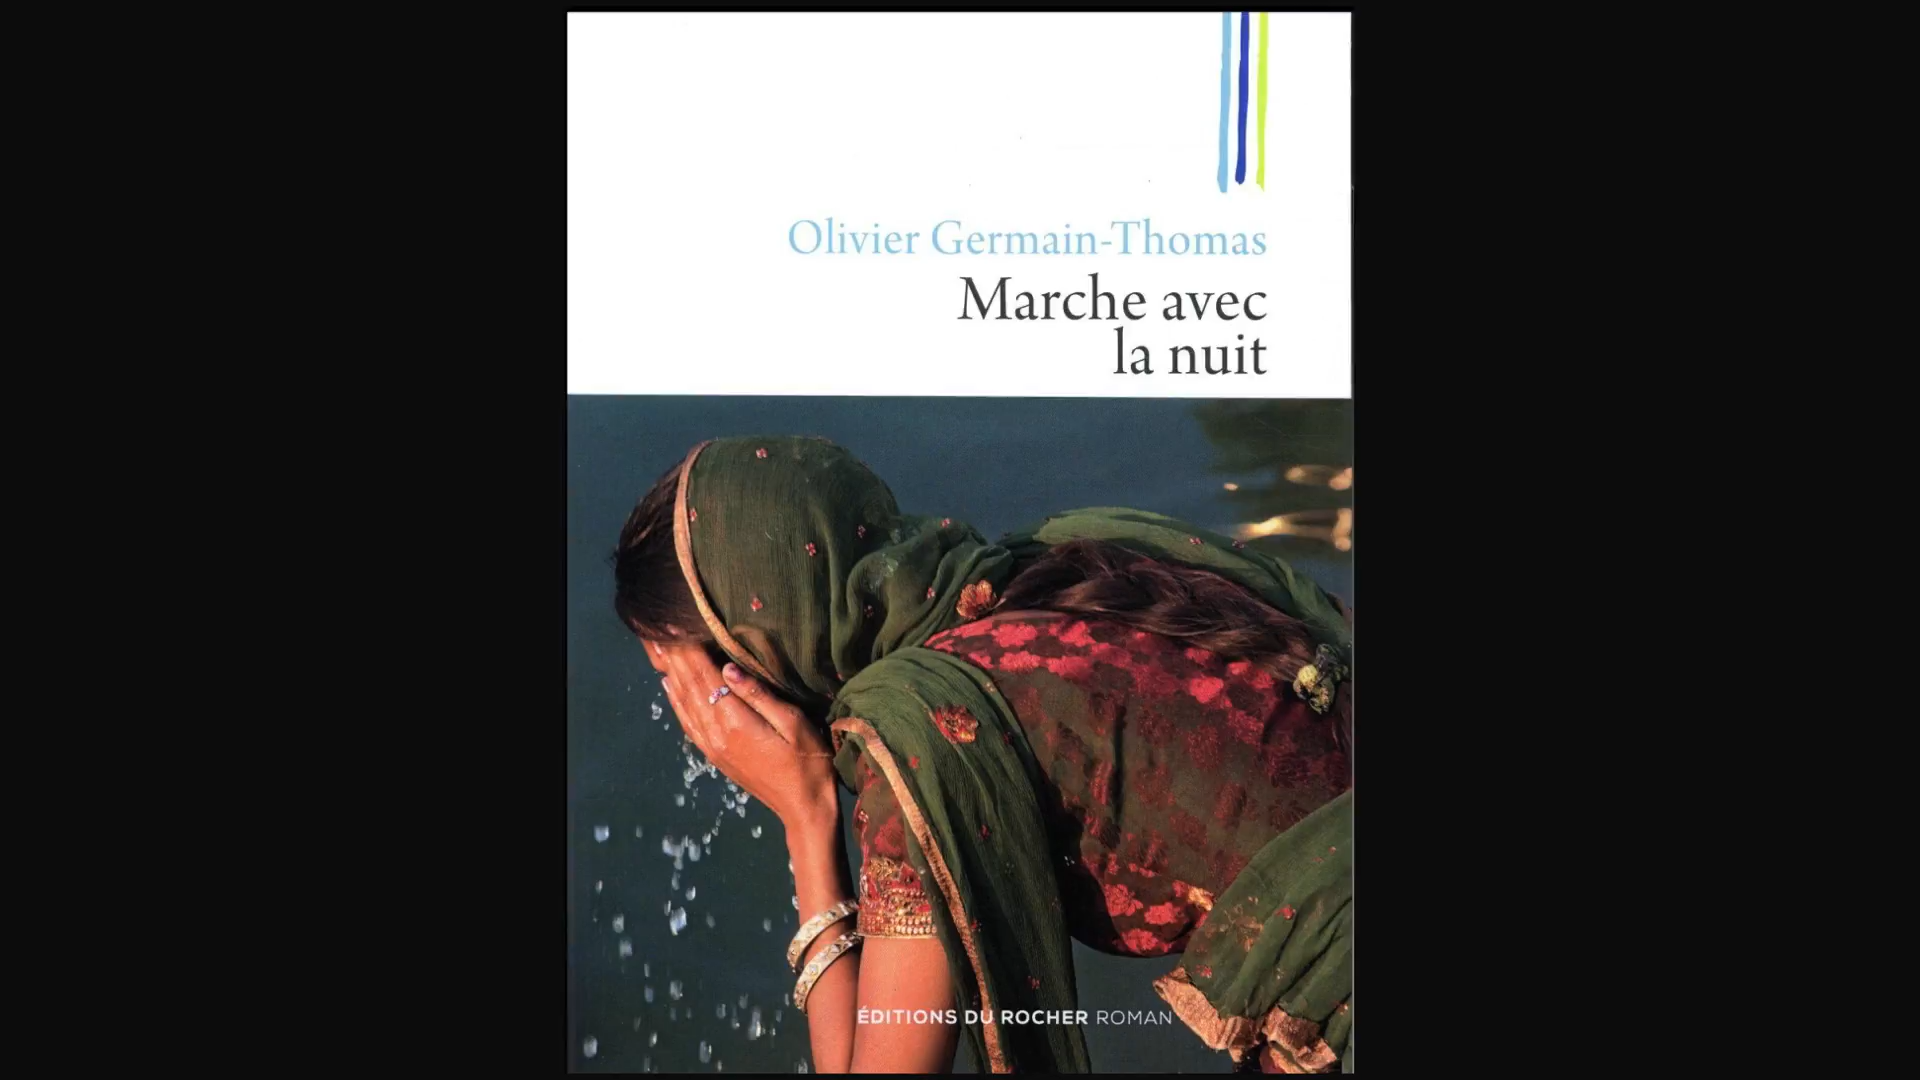 Olivier Germain-Thomas
Marche avec
la nuit
ÉDITIONS DU ROCHER ROMAN